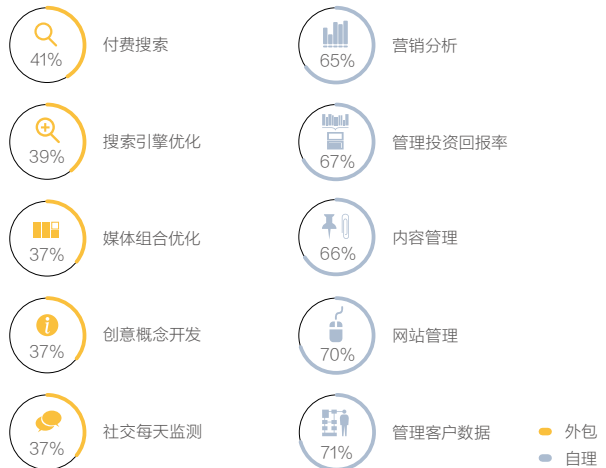 41%
付费搜索
65%
营销分析
39%
搜索引擎优化
67%
管理投资回报率
37%
媒体组合优化
66%
内容管理
37%
创意概念开发
70%
网站管理
37%
社交每天监测
71%
管理客户数据
外包
自理